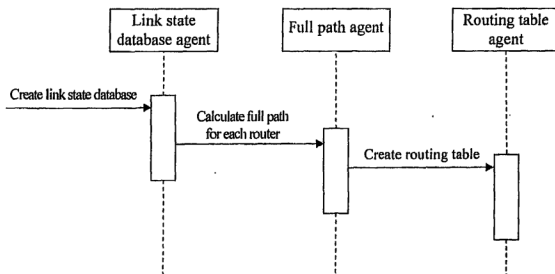 Link state
database agent
Full path agent
Routing table
agent
Create link state database
Calculate full path
for each router
Create routing table